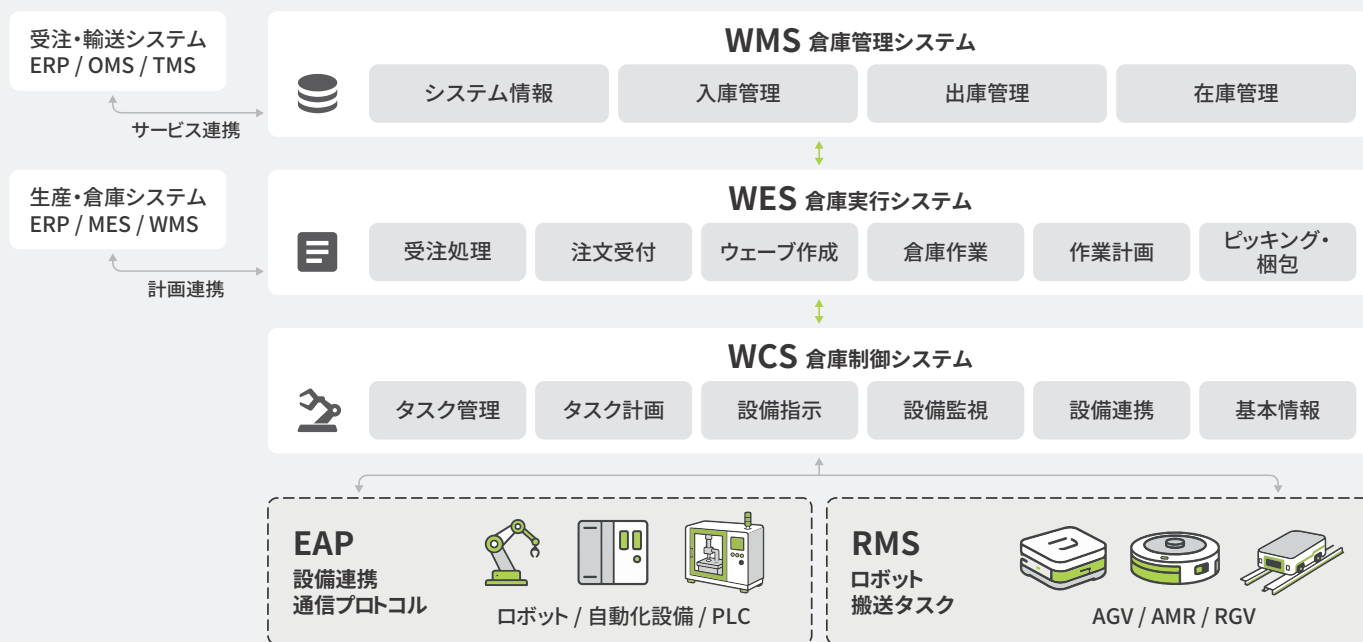 受注・輸送システム
ERP / OMS / TMS
サービス連携
WMS 倉庫管理システム
システム情報
入庫管理
出庫管理
在庫管理
生産・倉庫システム
ERP / MES / WMS
計画連携
WES 倉庫実行システム
受注処理
注文受付
ウェーブ作成
倉庫作業
作業計画
ピッキング・
梱包
WCS 倉庫制御システム
タスク管理
タスク計画
設備指示
設備監視
設備連携
基本情報
EAP
設備連携
通信プロトコル
ロボット / 自動化設備 / PLC
RMS
ロボット
搬送タスク
AGV / AMR / RGV